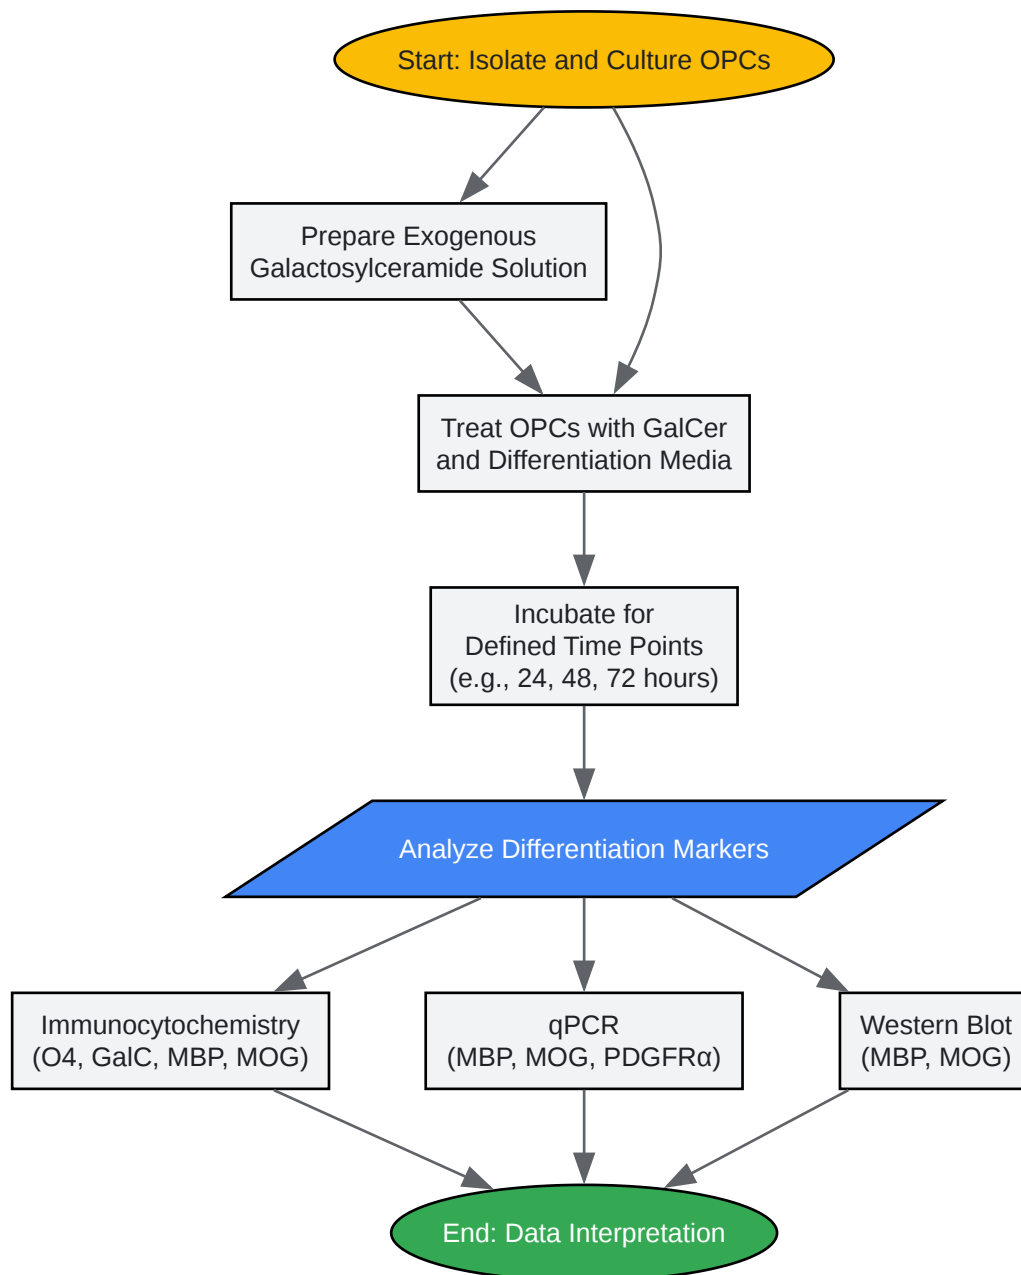 Start: Isolate and Culture OPCs
Prepare Exogenous
Galactosylceramide Solution
Treat OPCs with GalCer
and Differentiation Media
Incubate for
Defined Time Points
(e.g., 24, 48, 72 hours)
Analyze Differentiation Markers
Immunocytochemistry
(O4, GalC, MBP, MOG)
qPCR
(MBP, MOG, PDGFRα)
Western Blot
(MBP, MOG)
End: Data Interpretation